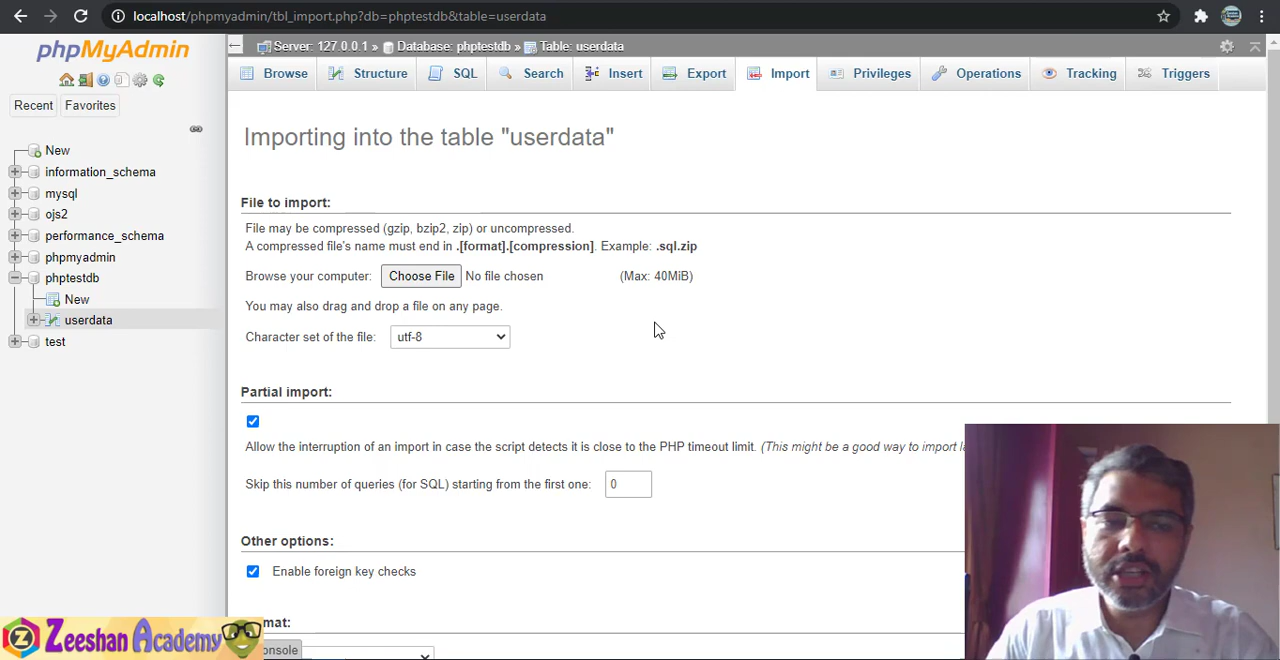 localhost/phpmyadmin/tbl_import.php?db=phptestdb&table=userdata
phpMyAdmin
Server: 127.0.0.1 » Database: phptestdb » Table: userdata
Browse Structure SQL Search Insert Export Import Privileges Operations Tracking Triggers
Recent Favorites
New
information_schema
mysql
ojs2
performance_schema
phpmyadmin
phptestdb
New
userdata
test
Importing into the table "userdata"
File to import:
File may be compressed (gzip, bzip2, zip) or uncompressed.
A compressed file's name must end in .[format].[compression]. Example: .sql.zip
Browse your computer: Choose File No file chosen (Max: 40MiB)
You may also drag and drop a file on any page.
Character set of the file: utf-8
Partial import:
Allow the interruption of an import in case the script detects it is close to the PHP timeout limit. (This might be a good way to import
Skip this number of queries (for SQL) starting from the first one: 0
Other options:
Enable foreign key checks
mat:
onsole
Zeeshan Academy